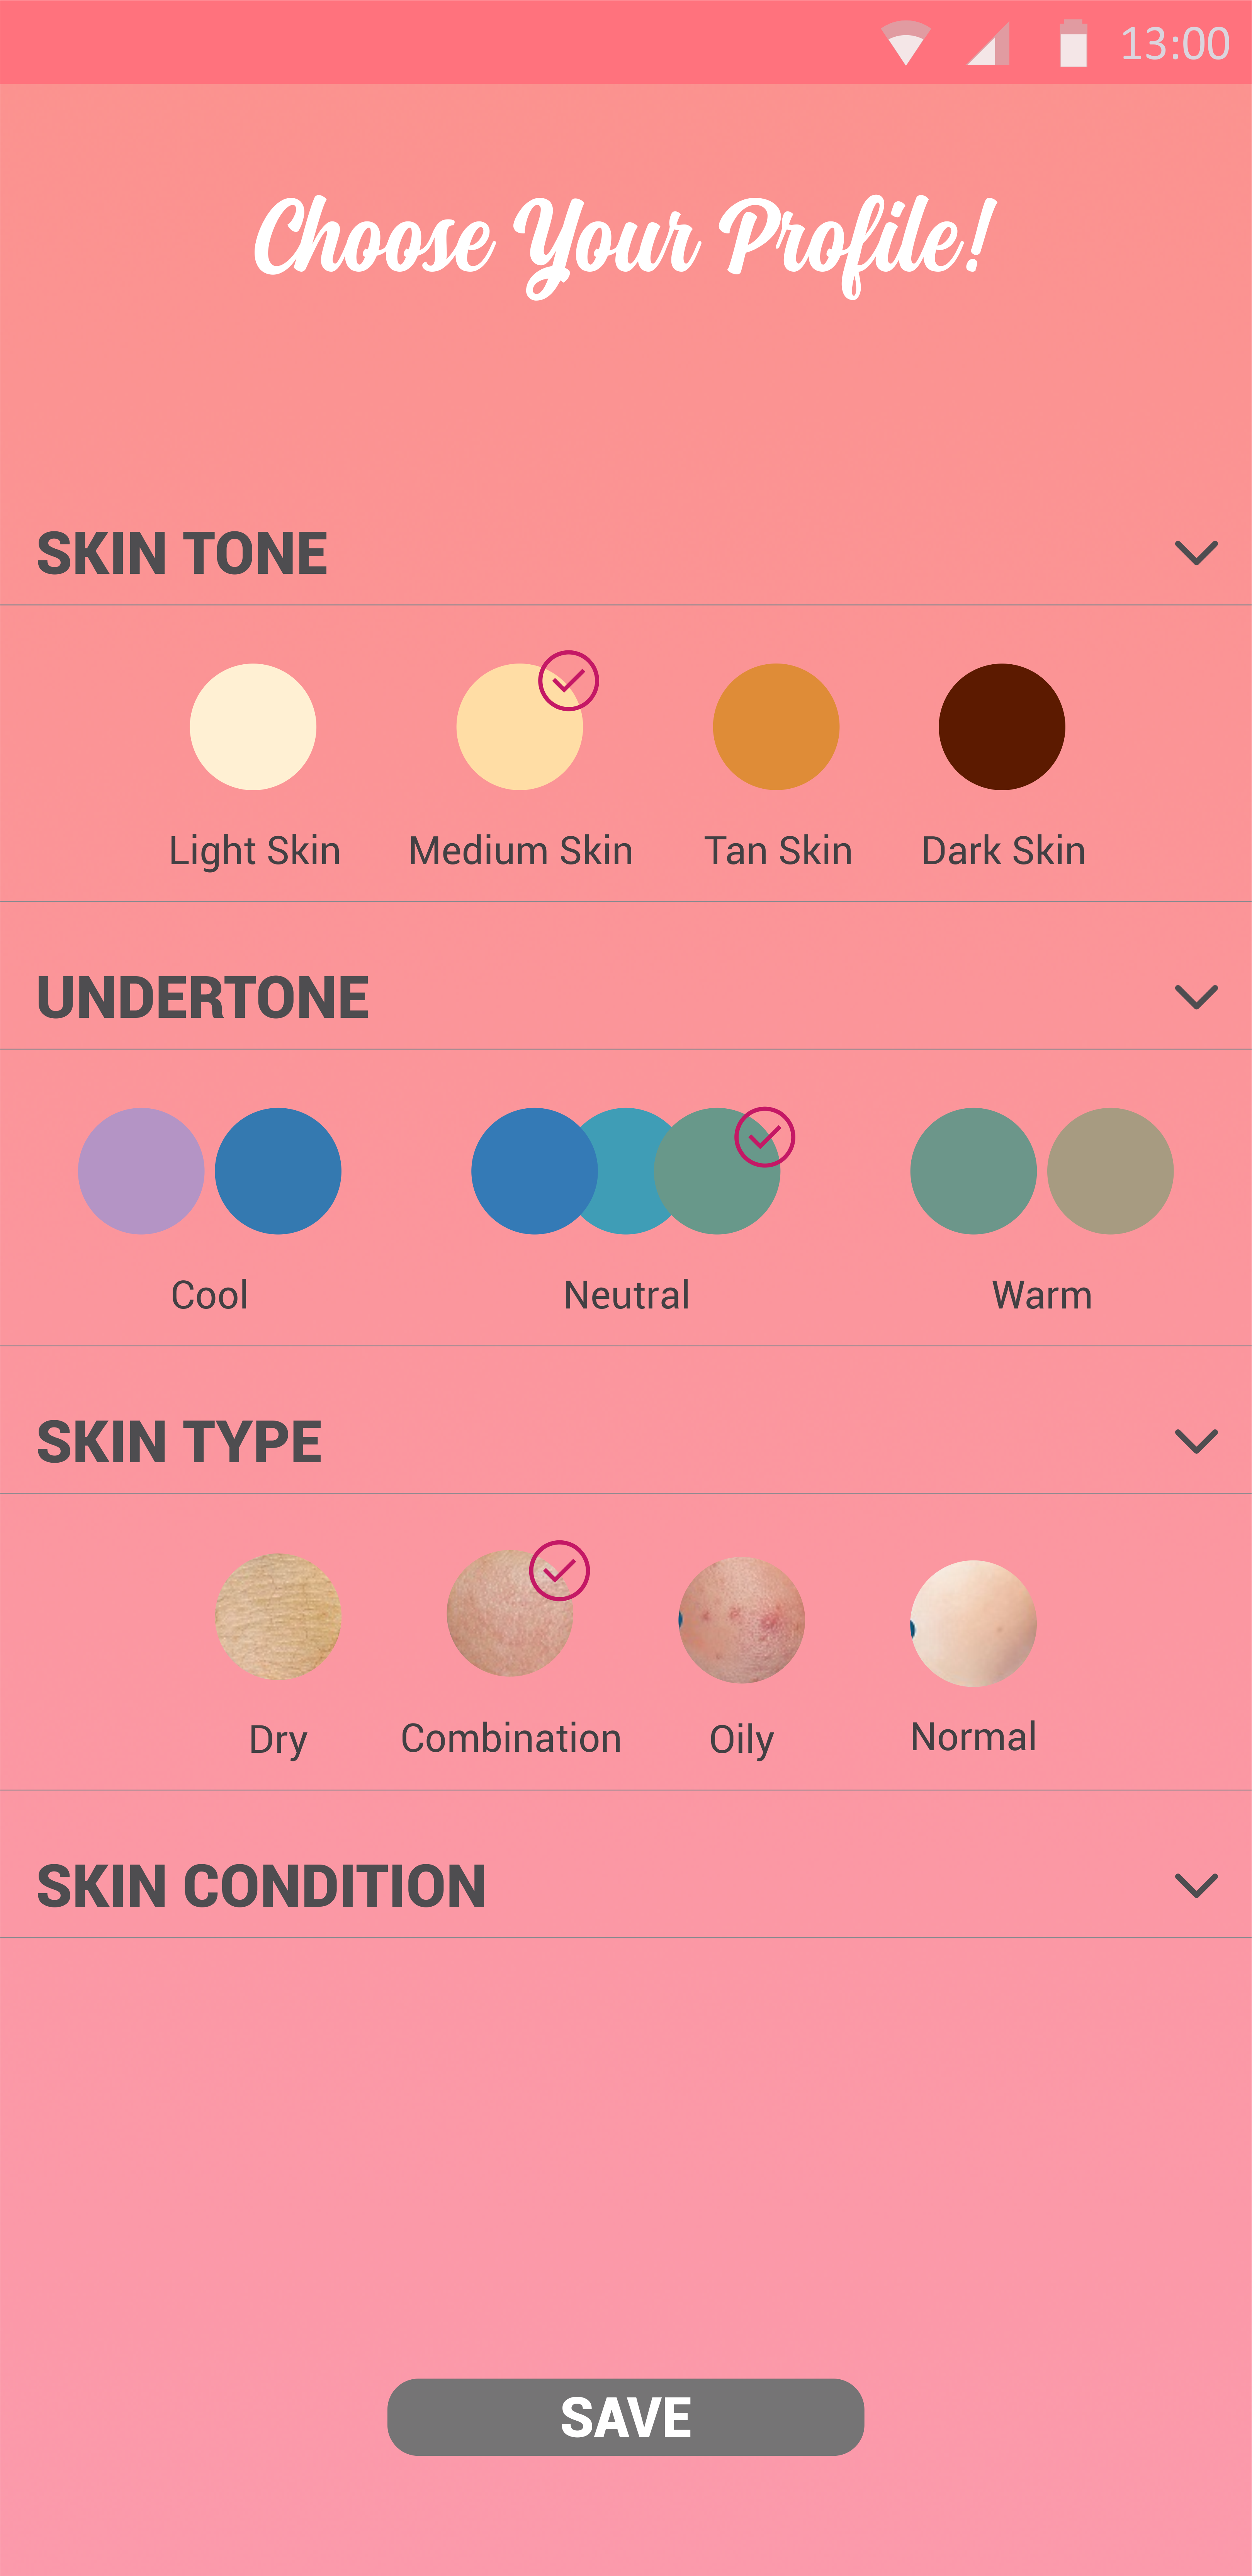 13:00
Choose Your Profile!
SKIN TONE
Light Skin Medium Skin Tan Skin Dark Skin
UNDERTONE
Cool Neutral Warm
SKIN TYPE
Dry Combination Oily Normal
SKIN CONDITION
SAVE